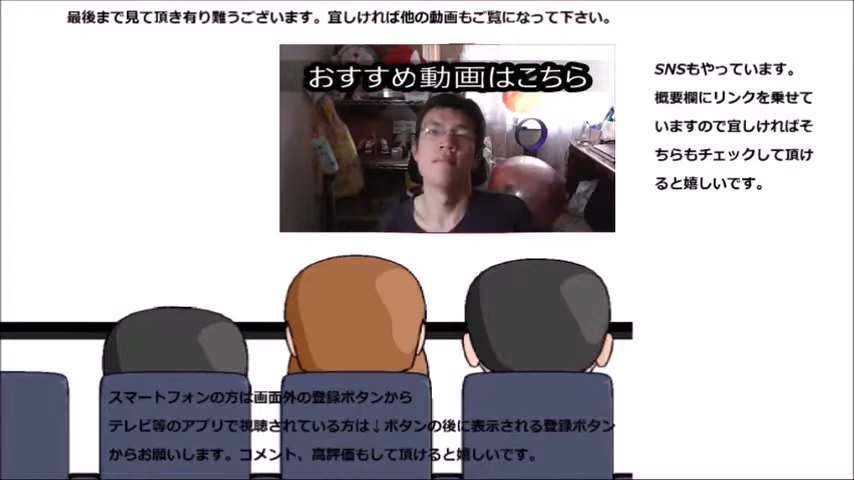 最後まで見て頂き有り難うございます。宜しければ他の動画もご覧になって下さい。
おすすめ動画はこちら
SNSもやっています。
概要欄にリンクを乗せて
いますので宜しければそ
ちらもチェックして頂け
ると嬉しいです。
スマートフォンの方は画面外の登録ボタンから
テレビ等のアプリで視聴されている方は↓ボタンの後に表示される登録ボタン
からお願いします。コメント、高評価もして頂けると嬉しいです。